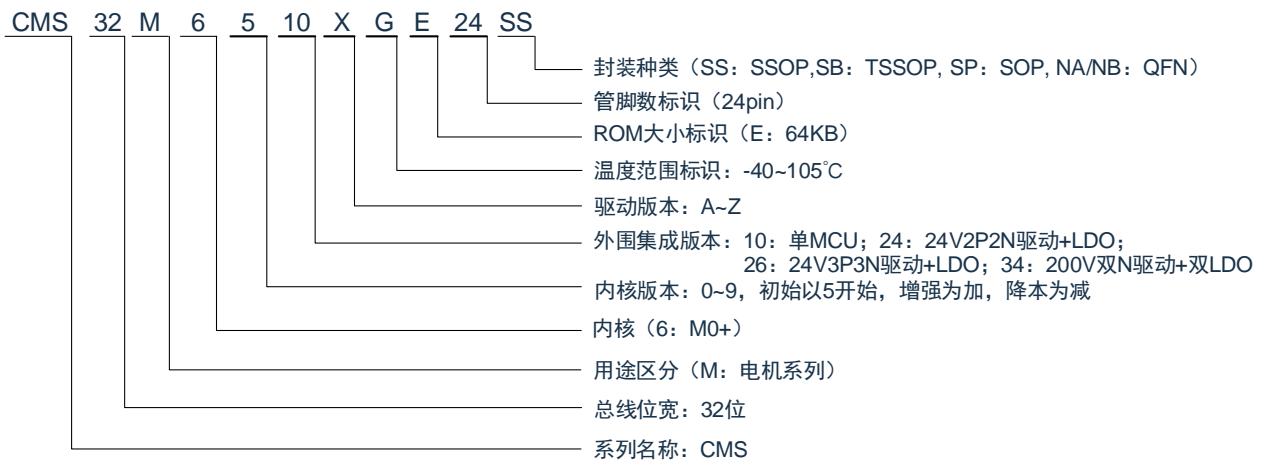 CMS 32 M 6 5 10 X G E 24 SS
封装种类（SS：SSOP,SB：TSSOP, SP：SOP, NA/NB：QFN）
管脚数标识（24pin）
ROM大小标识（E：64KB）
温度范围标识：-40~105℃
驱动版本：A~Z
外围集成版本：10：单MCU；24：24V2P2N驱动+LDO；
26：24V3P3N驱动+LDO；34：200V双N驱动+双LDO
内核版本：0~9，初始以5开始，增强为加，降本为减
内核（6：M0+）
用途区分（M：电机系列）
总线位宽：32位
系列名称：CMS